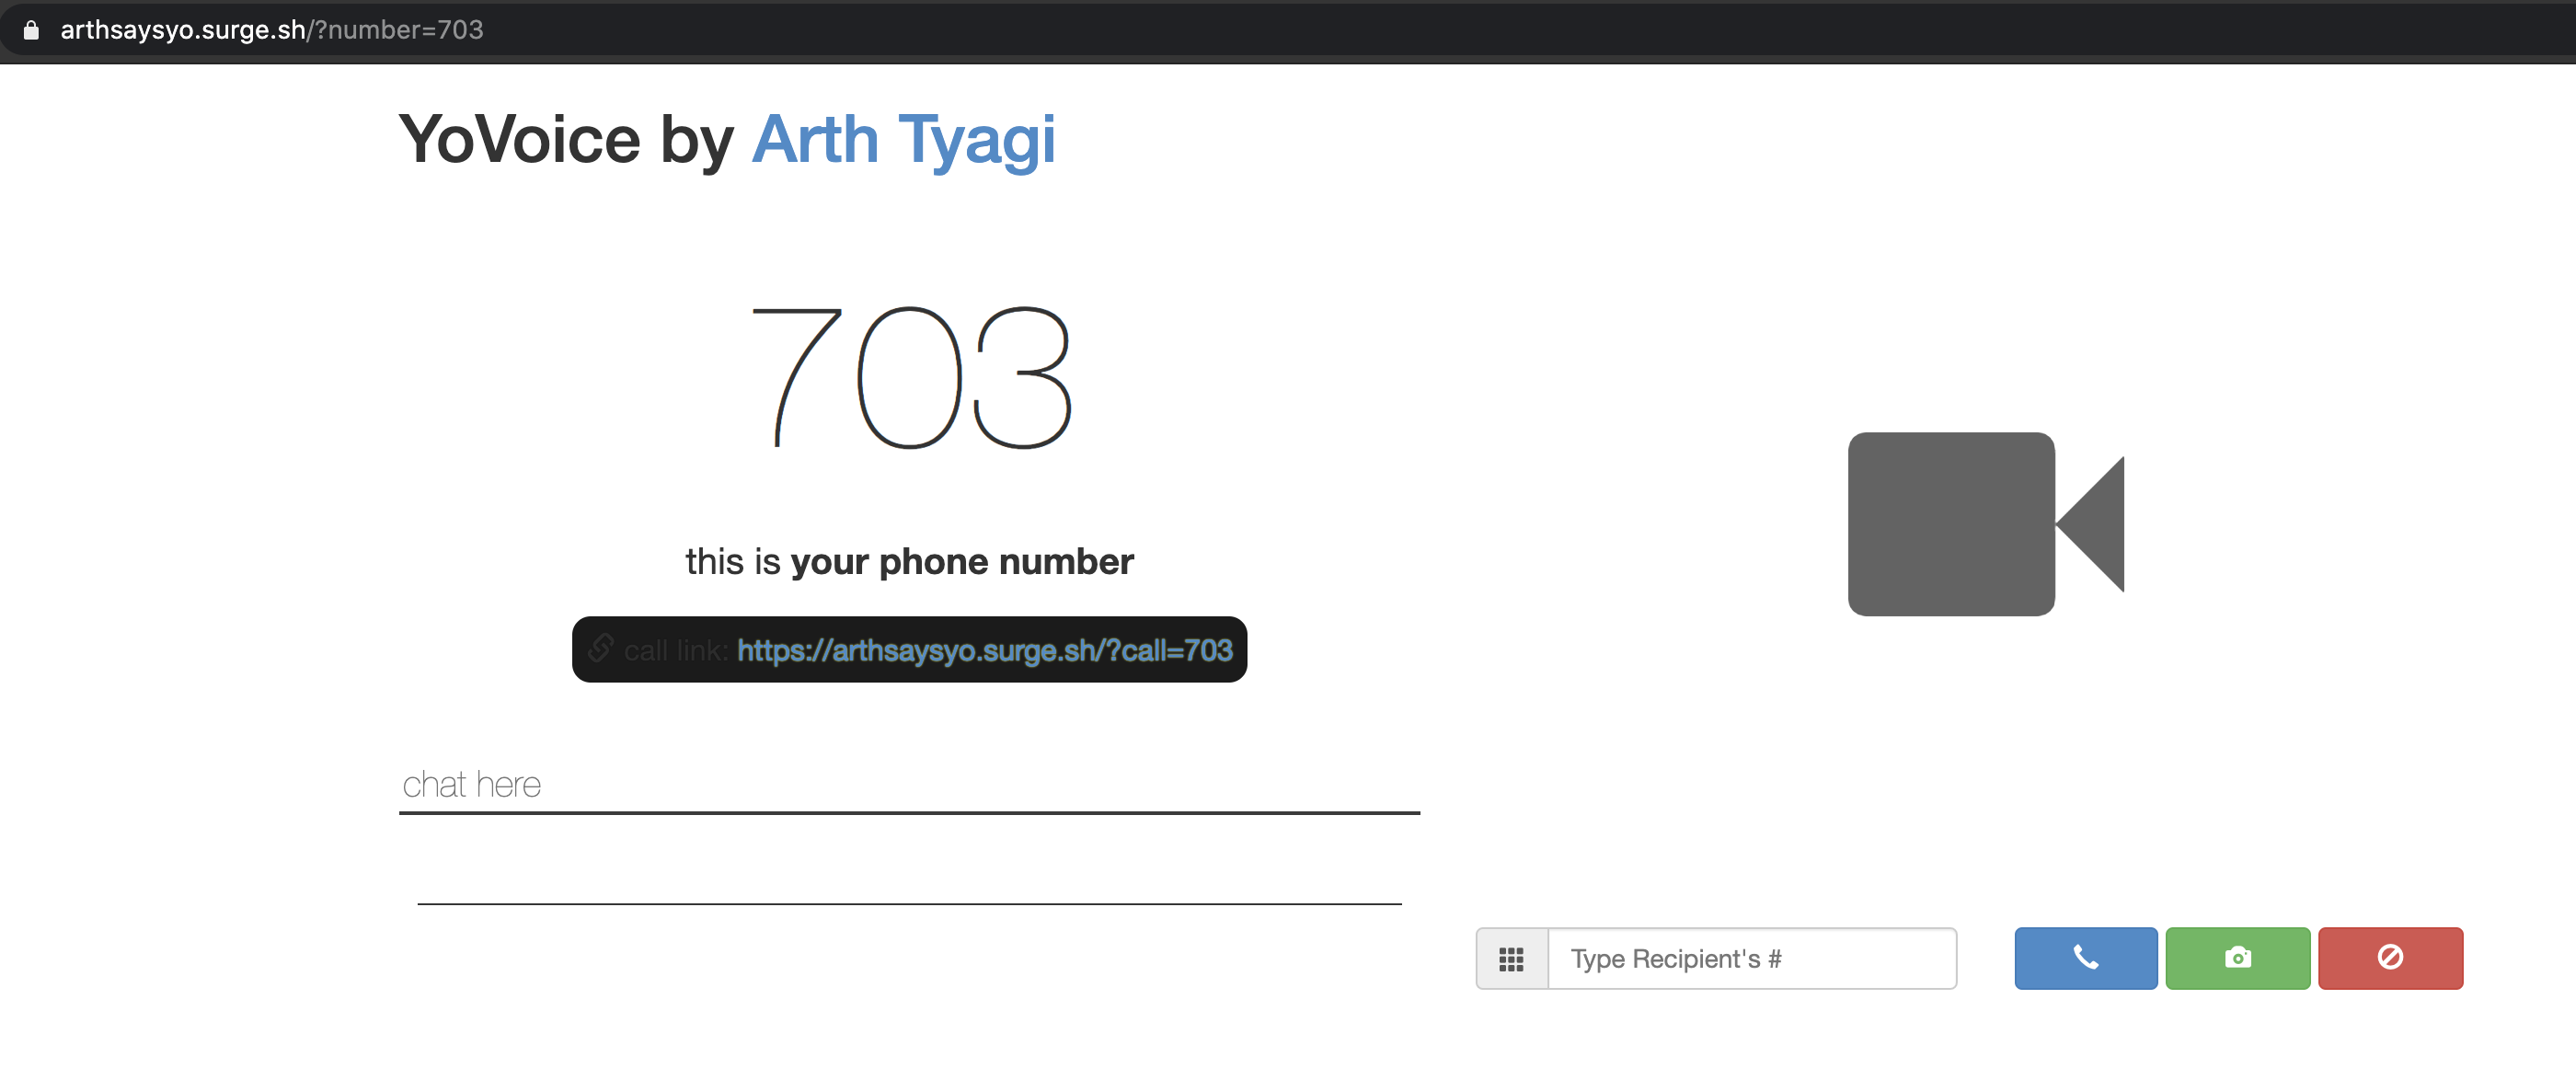 arthsaysyo.surge.sh/?number=703
YoVoice by Arth Tyagi
703
this is your phone number
call link: https://arthsaysyo.surge.sh/?call=703
chat here
Type Recipient's #